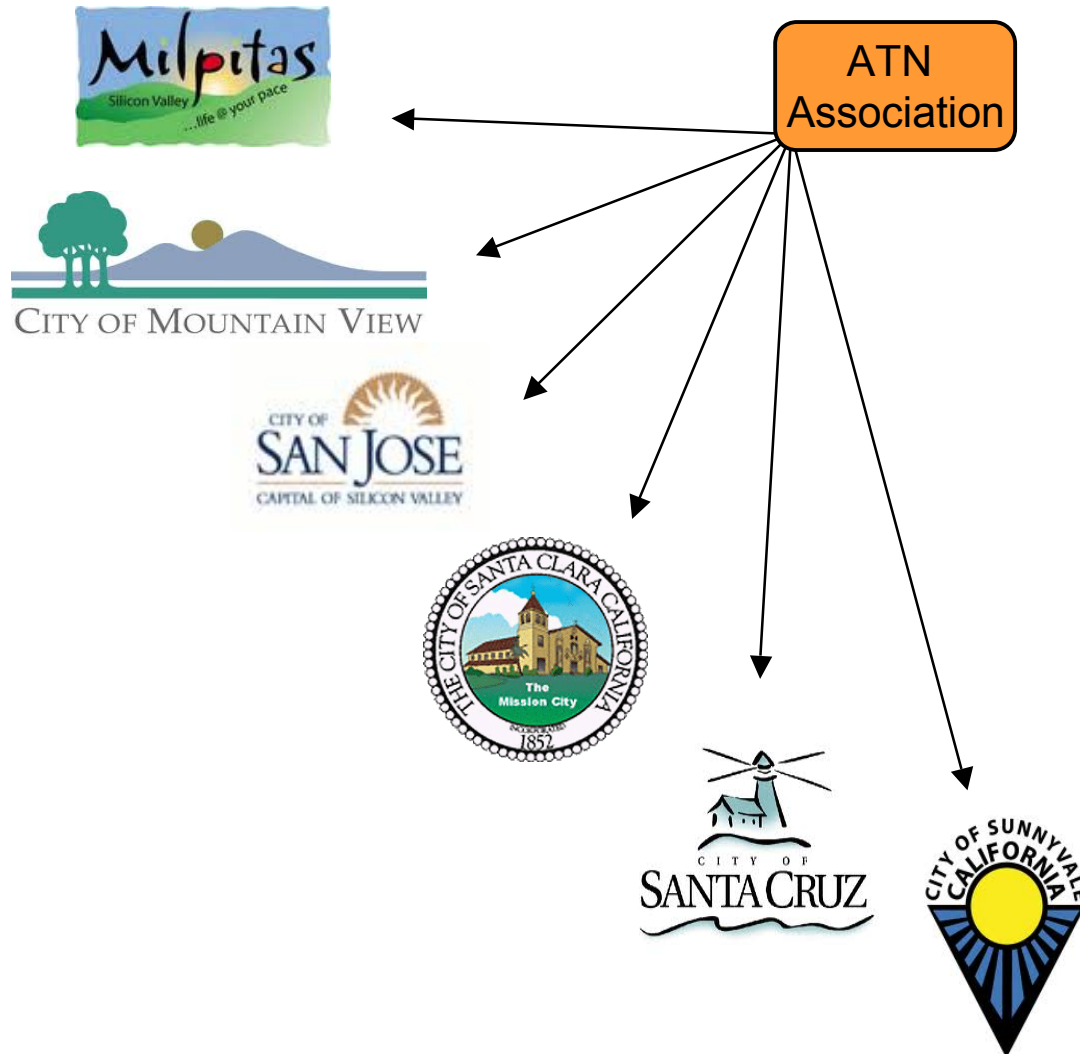 Milpitas
Silicon Valley
...life @ your pace
ATN
Association
CITY OF MOUNTAIN VIEW
CITY OF
SAN JOSE
CAPITAL OF SILICON VALLEY
THE CITY OF SANTA CLARA CALIFORNIA
The
Mission City
INCORPORATED
1852
CITY OF
SANTA CRUZ
CITY OF SUNNYVALE
CALIFORNIA